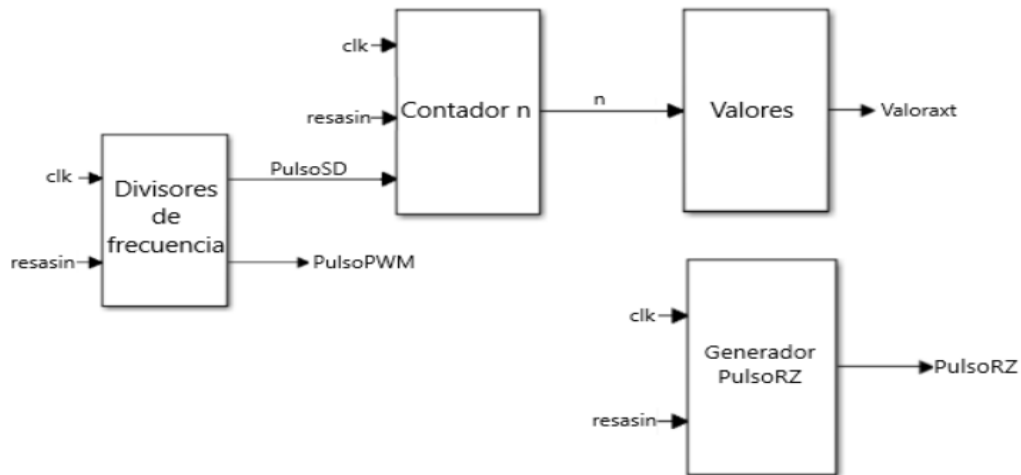 clk
resasin
Contador n
n
Valores
Valoraxt
clk
resasin
Divisores
de
frecuencia
PulsoSD
PulsoPWM
clk
resasin
Generador
PulsoRZ
PulsoRZ